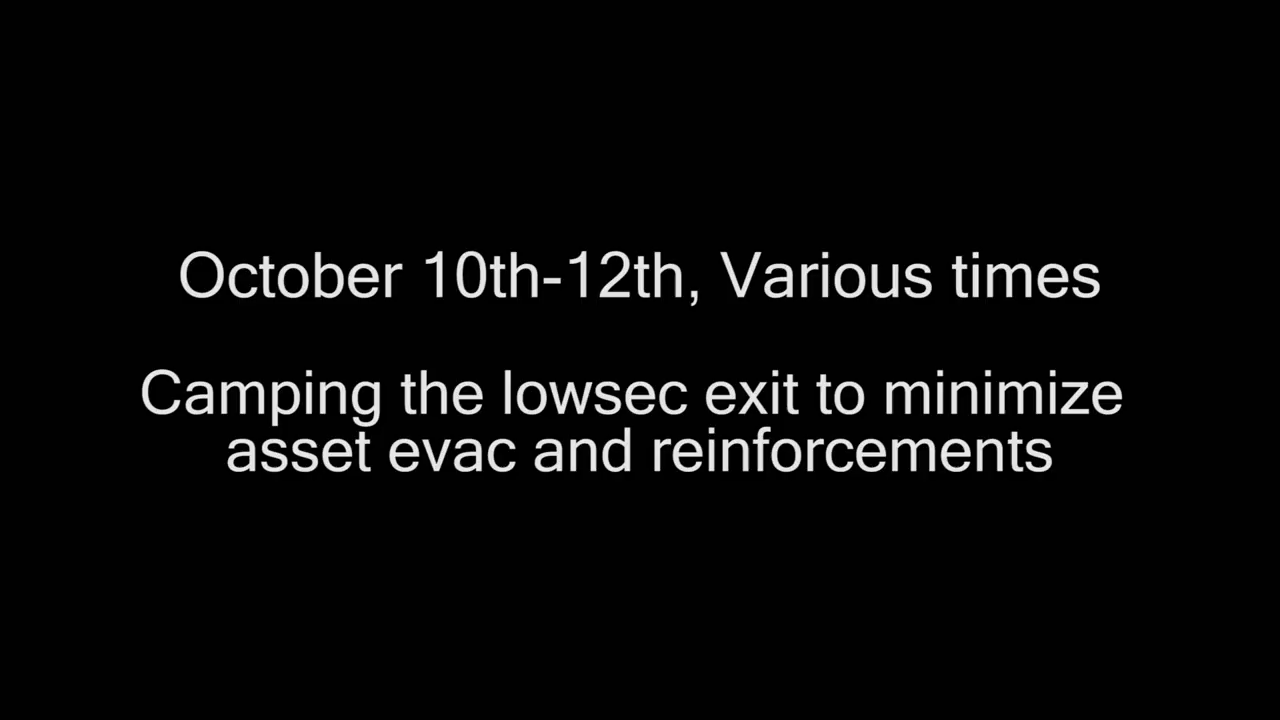 October 10th-12th, Various times
Camping the lowsec exit to minimize
asset evac and reinforcements